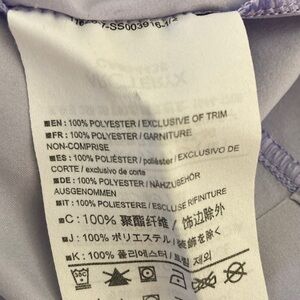 ■EN : 100% POLYESTER / EXCLUSIVE OF TRIM
■FR : 100% POLYESTER / GARNITURE
NON-COMPRISE
■ES : 100% POLIÉSTER / poliéster / EXCLUSIVO DE
CORTE / exclusivo de corte
■DE : 100% POLYESTER / NÄHZUBEHÖR
AUSGENOMMEN
■IT : 100% POLIESTERE / ESCLUSE RIFINITURE
■C : 100% 聚酯纤维 / 饰边除外
■J : 100% ポリエステル / 装飾を除く
■K : 100% 폴리에스터 / 트림 제외